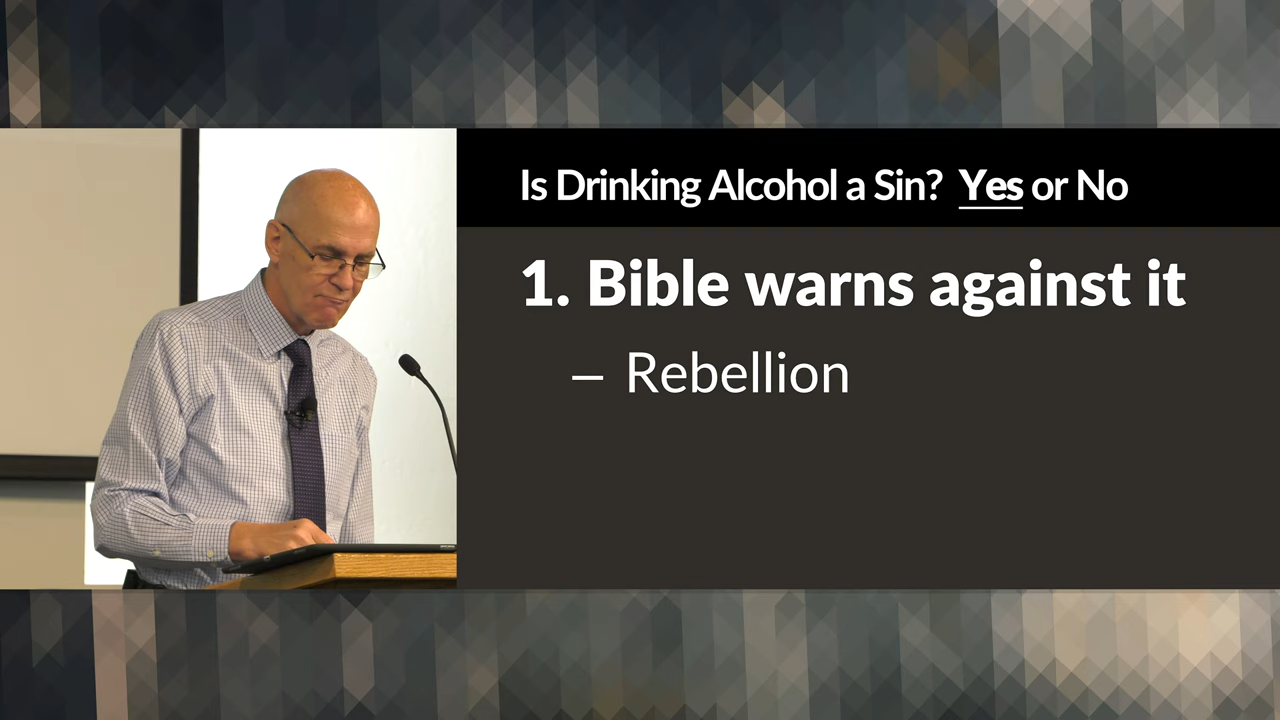 Is Drinking Alcohol a Sin? Yes or No
1. Bible warns against it
– Rebellion